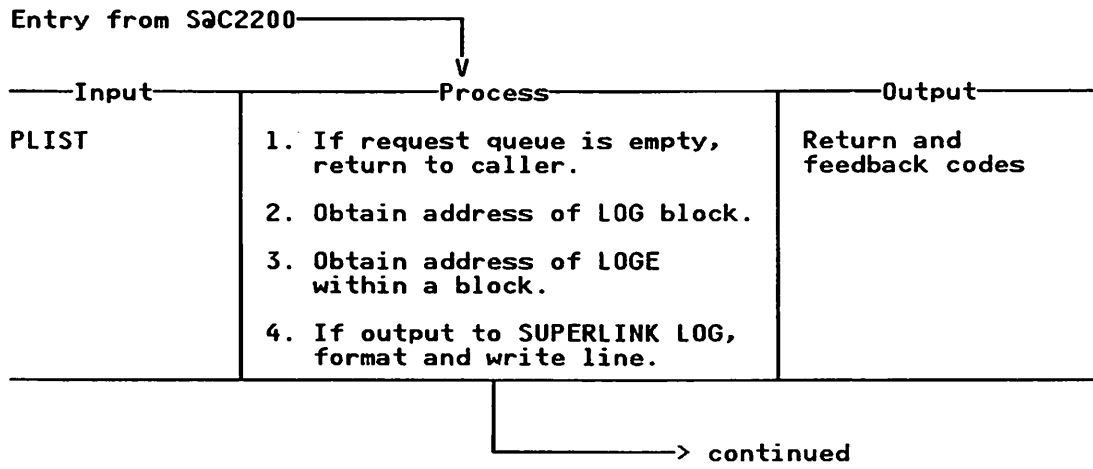 Entry from S@C2200
Input
Process
Output
PLIST
1. If request queue is empty,
return to caller.
2. Obtain address of LOG block.
3. Obtain address of LOGE
within a block.
4. If output to SUPERLINK LOG,
format and write line.
Return and
feedback codes
continued